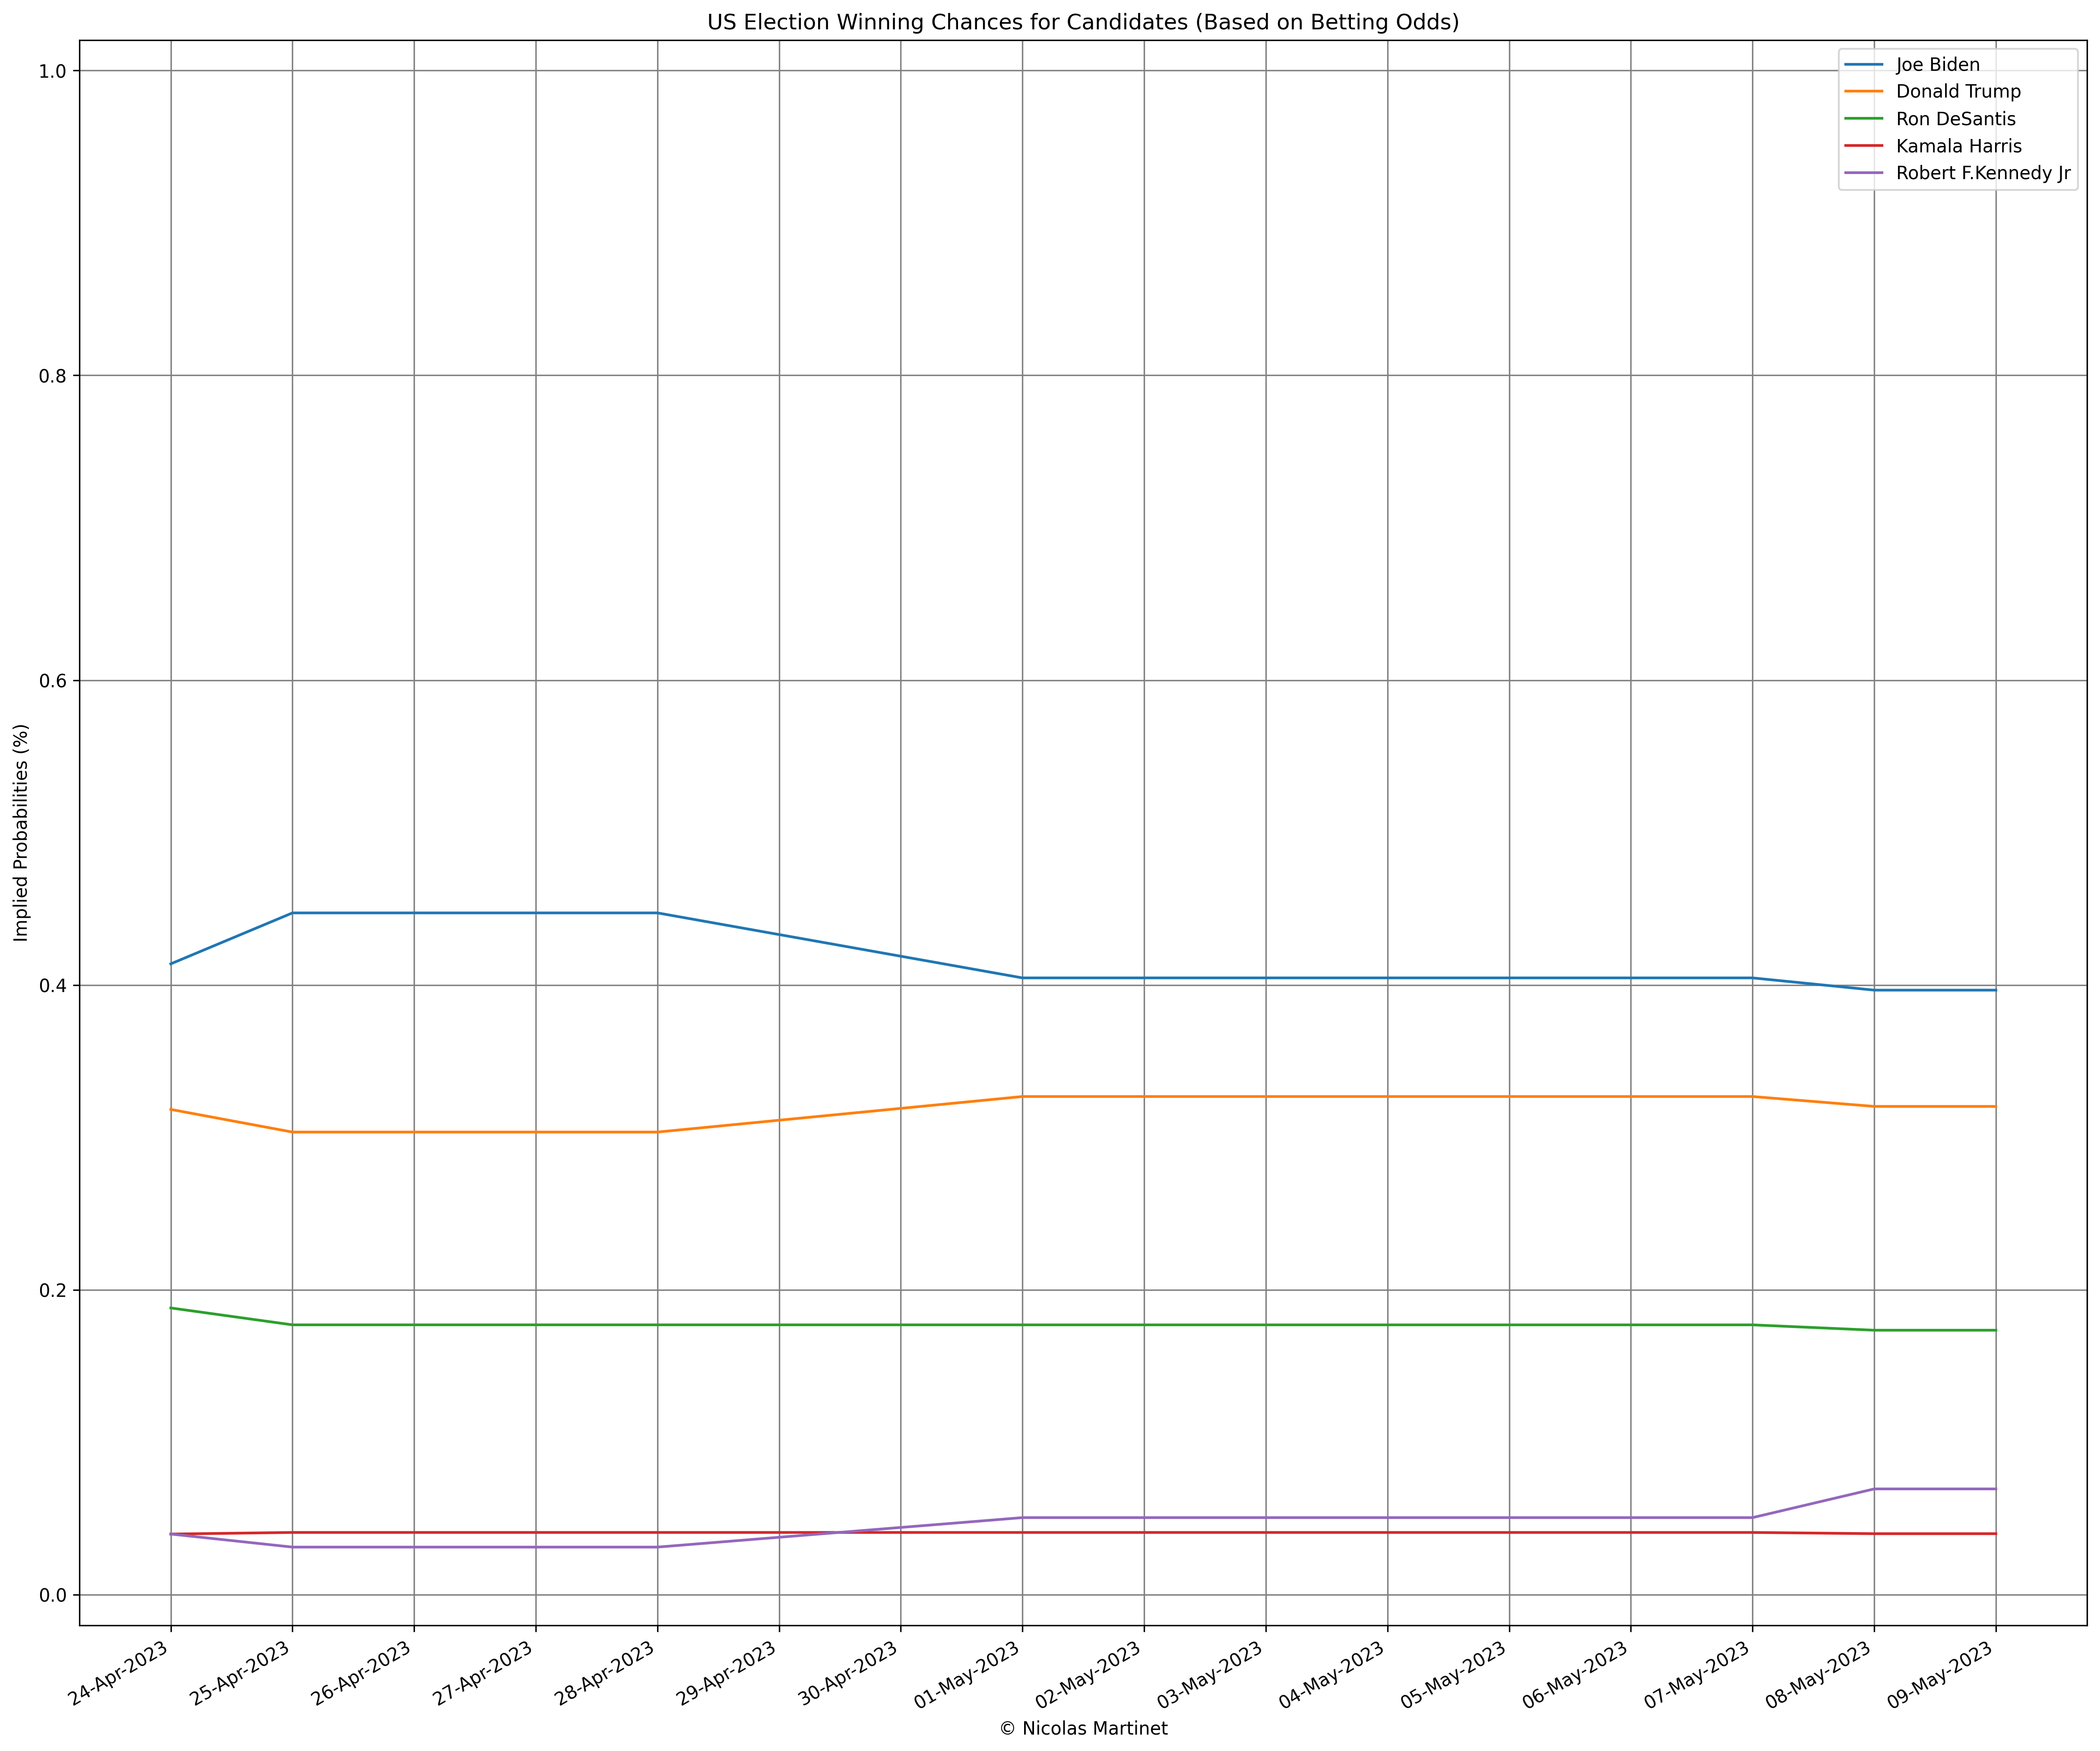 US Election Winning Chances for Candidates (Based on Betting Odds)
Joe Biden
Donald Trump
Ron DeSantis
Kamala Harris
Robert F.Kennedy Jr
Implied Probabilities (%)
1.0
0.8
0.6
0.4
0.2
0.0
24-Apr-2023
25-Apr-2023
26-Apr-2023
27-Apr-2023
28-Apr-2023
29-Apr-2023
30-Apr-2023
01-May-2023
02-May-2023
03-May-2023
04-May-2023
05-May-2023
06-May-2023
07-May-2023
08-May-2023
09-May-2023
© Nicolas Martinet